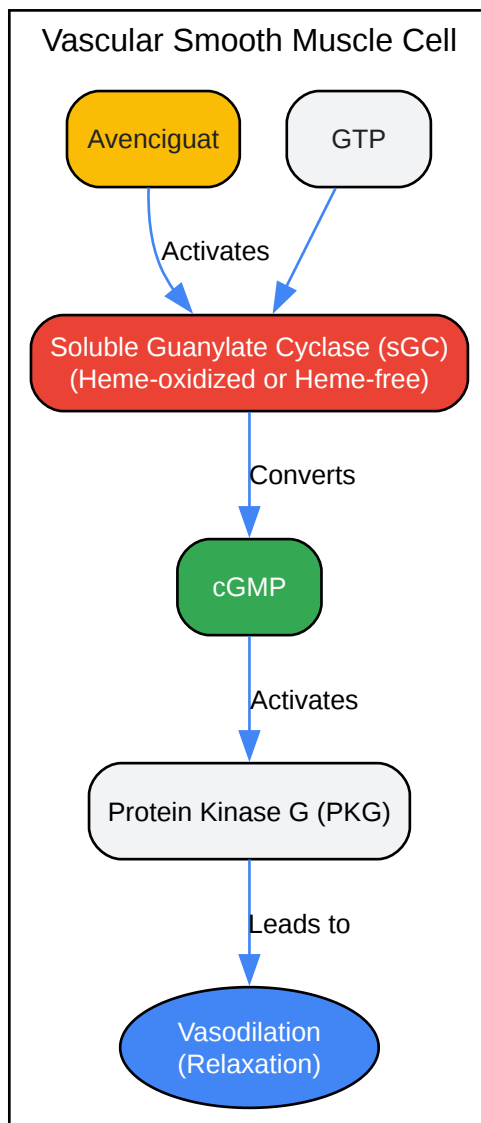 Vascular Smooth Muscle Cell
Avenciguat
GTP
Activates
Soluble Guanylate Cyclase (sGC)
(Heme-oxidized or Heme-free)
Converts
cGMP
Activates
Protein Kinase G (PKG)
Leads to
Vasodilation
(Relaxation)